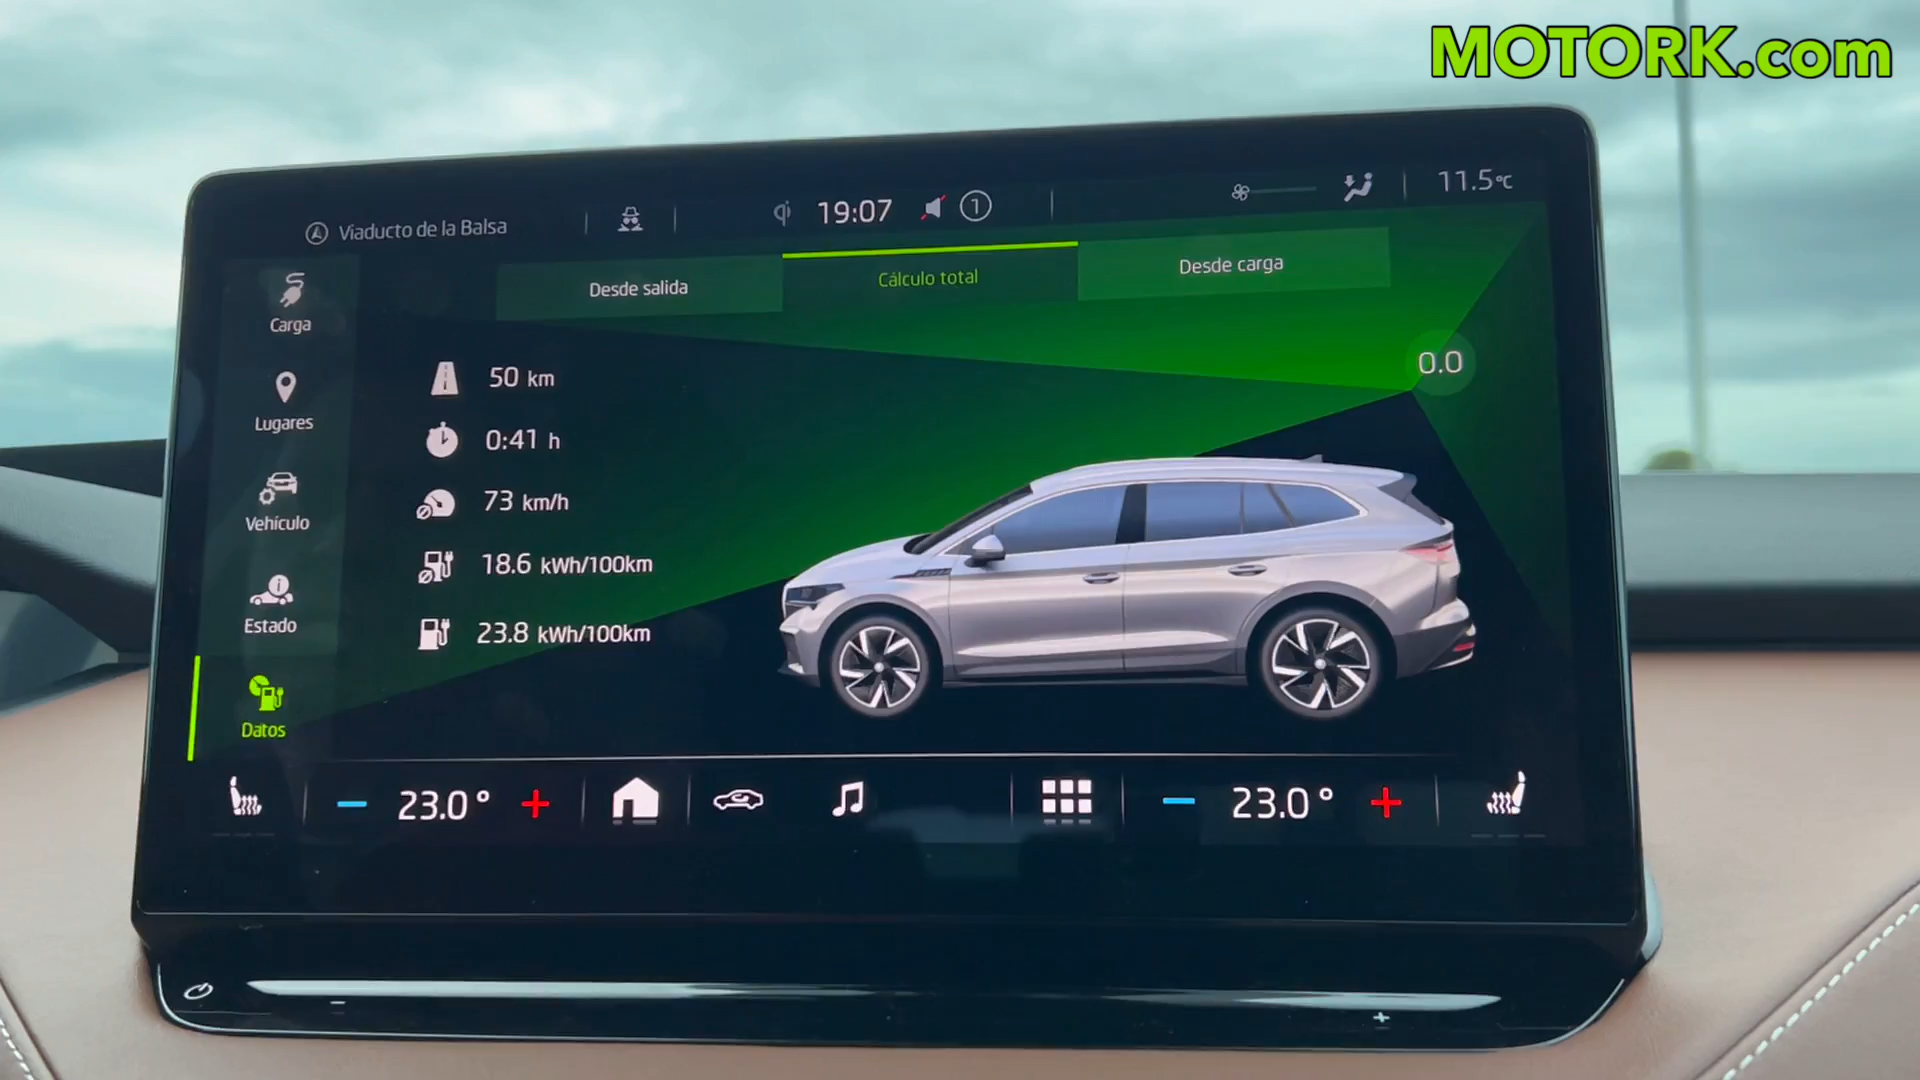 MOTORK.com
Viaducto de la Balsa
19:07
1
11.5°C
Desde salida
Cálculo total
Desde carga
Carga
Lugares
Vehículo
Estado
Datos
50 km
0:41 h
73 km/h
18.6 kWh/100km
23.8 kWh/100km
0.0
23.0°
23.0°